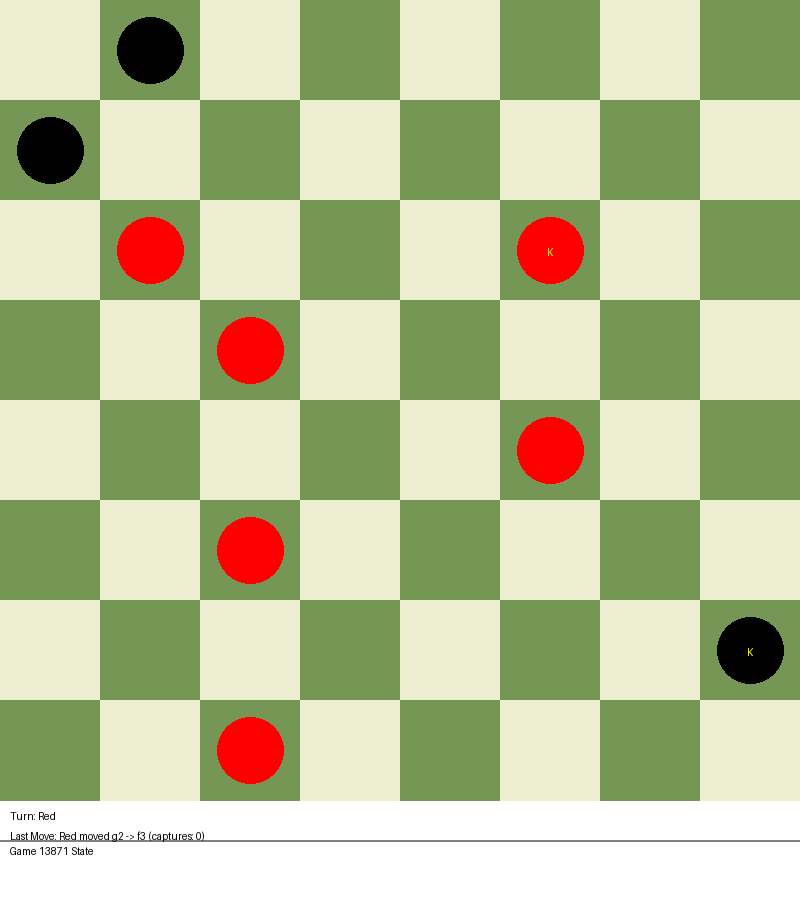 K
K
Turn: Red
Last Move: Red moved g2 -> f3 (captures: 0)
Game 13871 State